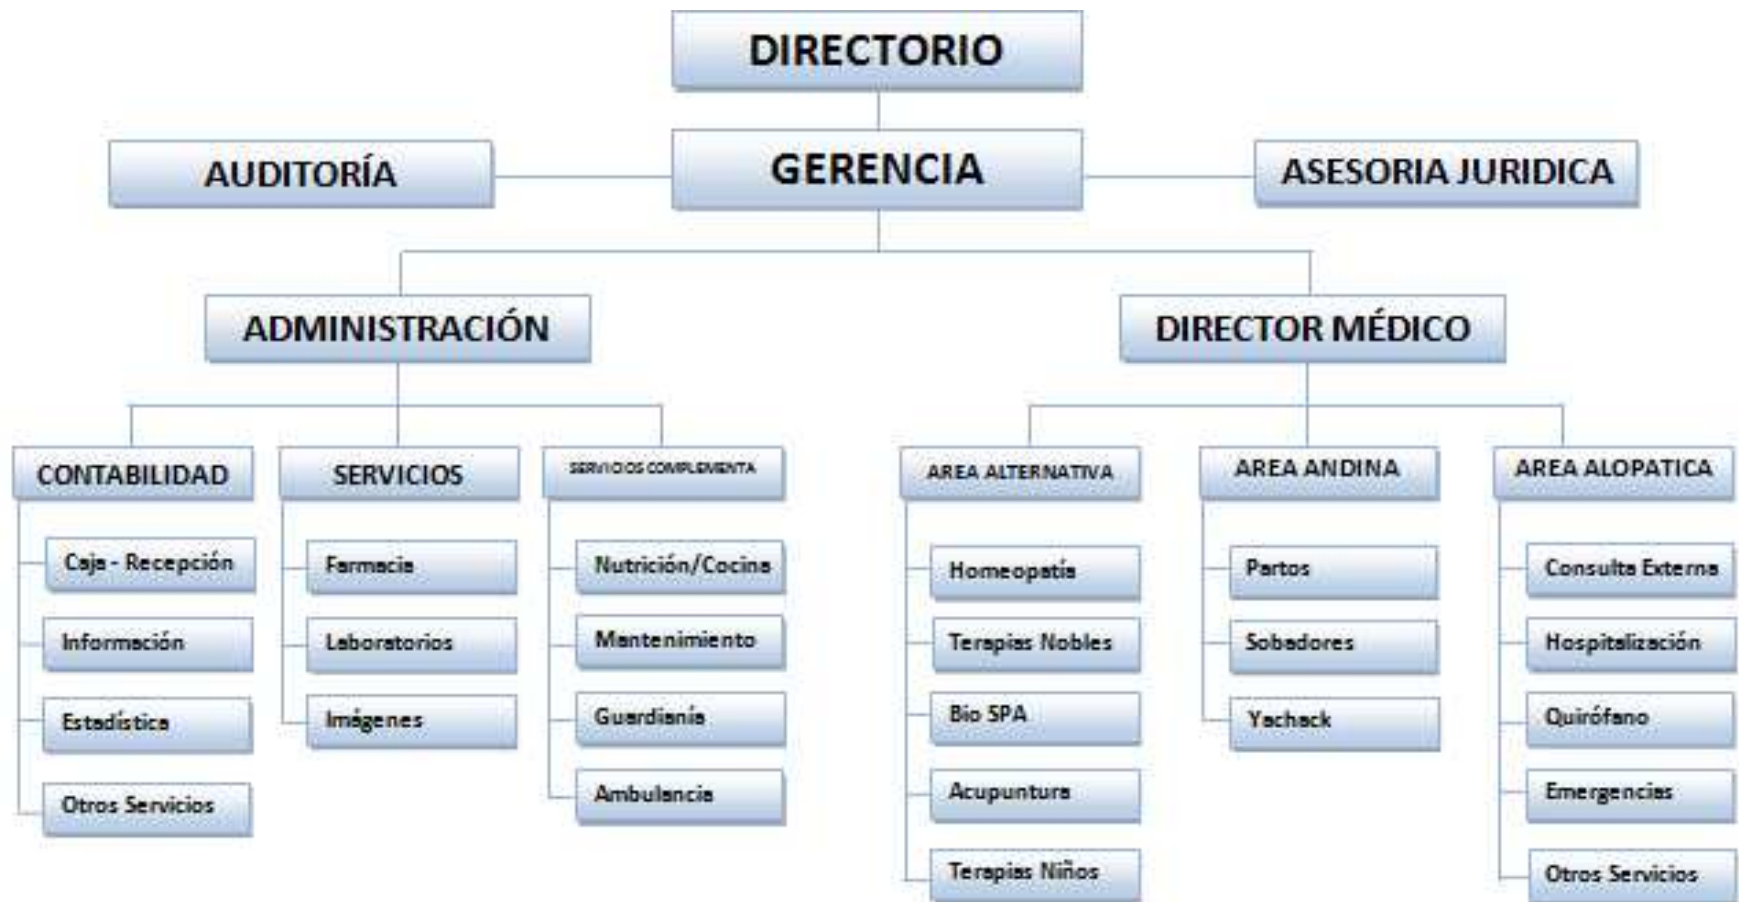 DIRECTORIO
GERENCIA
AUDITORÍA
ASESORIA JURIDICA
ADMINISTRACIÓN
DIRECTOR MÉDICO
CONTABILIDAD
SERVICIOS
SERVICIOS COMPLEMENTA
AREA ALTERNATIVA
AREA ANDINA
AREA ALOPATICA
Caja - Recepción
Información
Estadística
Otros Servicios
Farmacia
Laboratorios
Imágenes
Nutrición/Cocina
Mantenimiento
Guardianía
Ambulancia
Homeopatía
Terapias Nobles
Bio SPA
Acupuntura
Terapias Niños
Partos
Sobadores
Yachack
Consulta Externa
Hospitalización
Quirófano
Emergencias
Otros Servicios